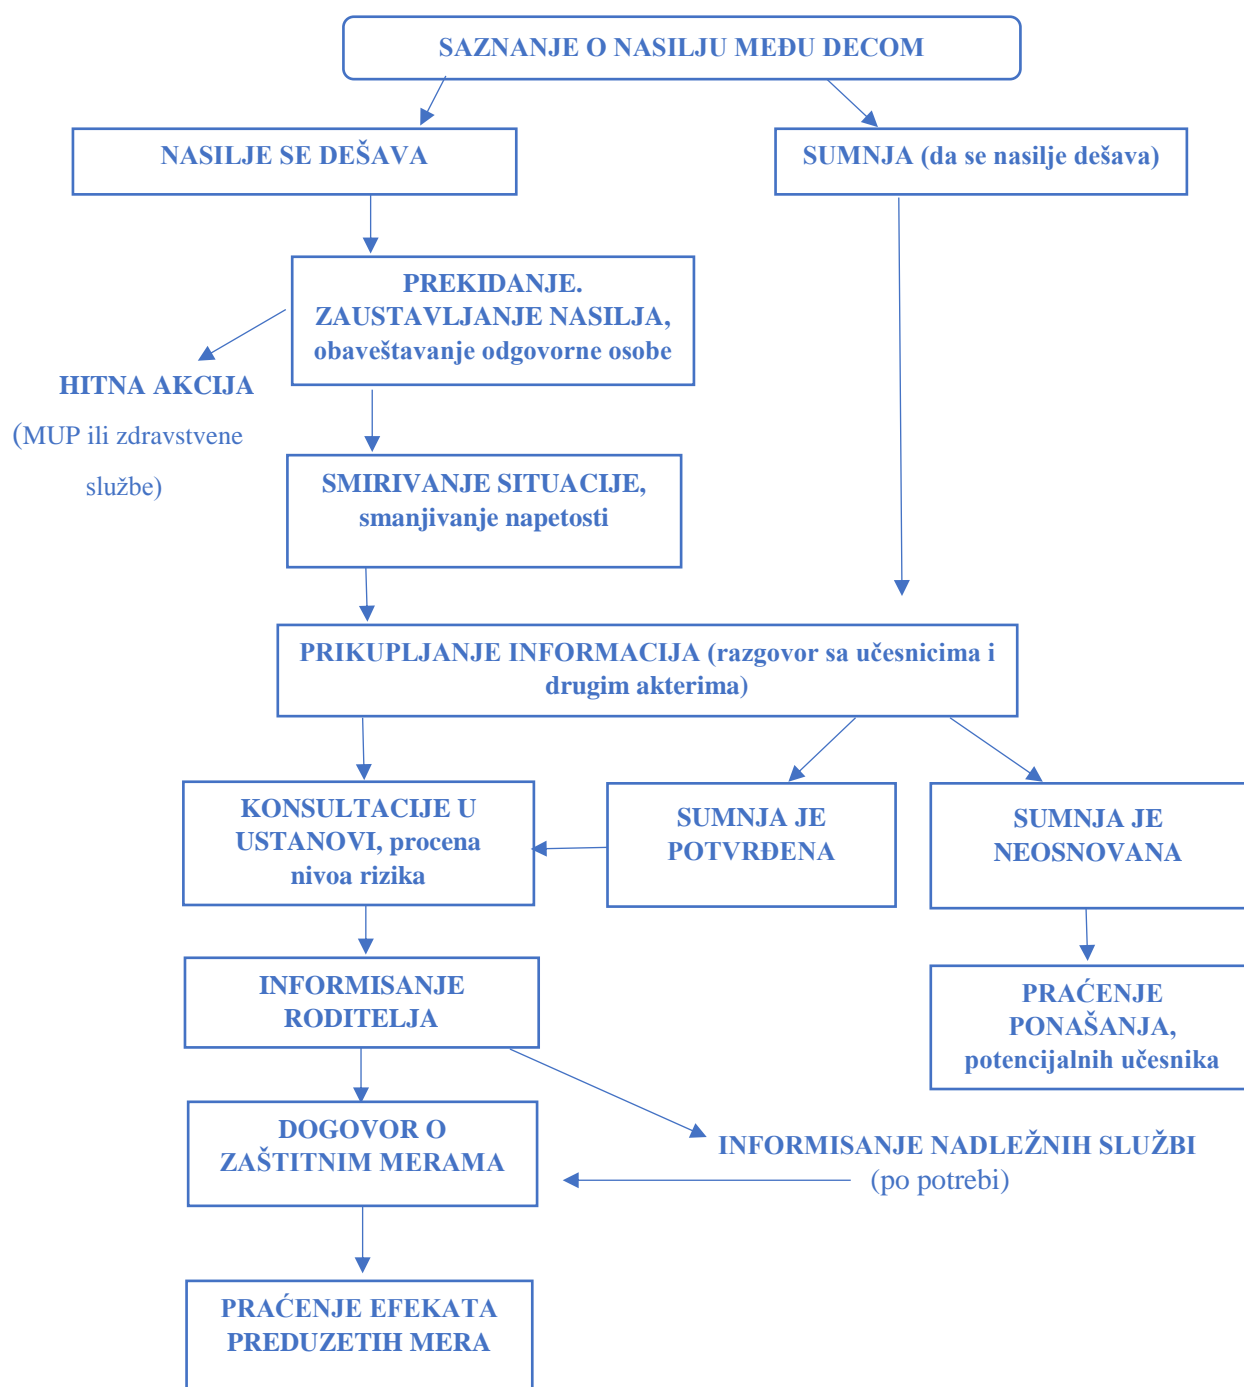 SAZNANJE O NASILJU MEĐU DECOM
NASILJE SE DEŠAVA
SUMNJA (da se nasilje dešava)
PREKIDANJE.
ZAUSTAVLJANJE NASILJA,
obaveštavanje odgovorne osobe
HITNA AKCIJA
(MUP ili zdravstvene
službe)
SMIRIVANJE SITUACIJE,
smanjivanje napetosti
PRIKUPLJANJE INFORMACIJA (razgovor sa učesnicima i
drugim akterima)
KONSULTACIJE U
USTANOVI, procena
nivoa rizika
SUMNJA JE
POTVRĐENA
SUMNJA JE
NEOSNOVANA
INFORMISANJE
RODITELJA
PRAĆENJE
PONAŠANJA,
potencijalnih učesnika
DOGOVOR O
ZAŠTITNIM MERAMA
INFORMISANJE NADLEŽNIH SLUŽBI
(po potrebi)
PRAĆENJE EFEKATA
PREDUZETIH MERA